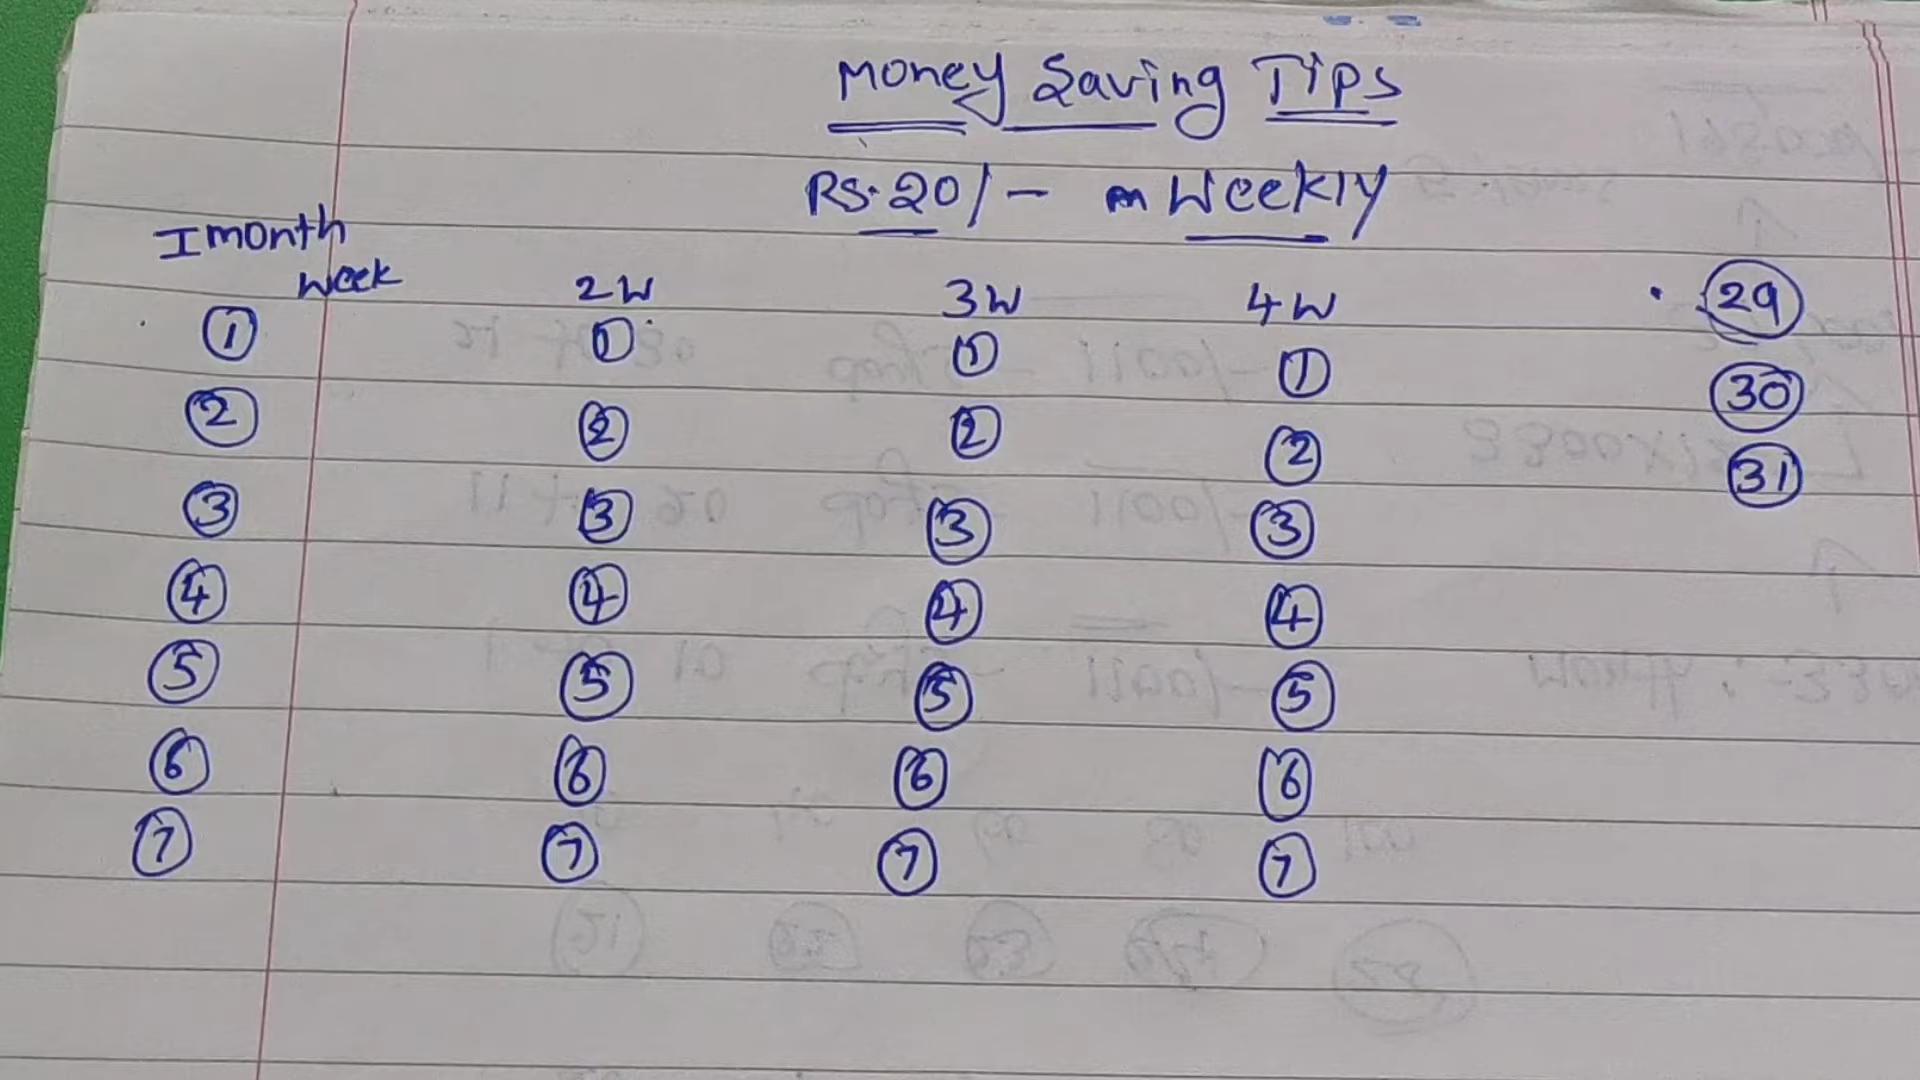 Money Saving Tips
RS.20/- m Weekly
I month
week 2W 3W 4W 29
1 1 1 1 30
2 2 2 2 31
3 3 3 3
4 4 4 4
5 5 5 5
6 6 6 6
7 7 7 7